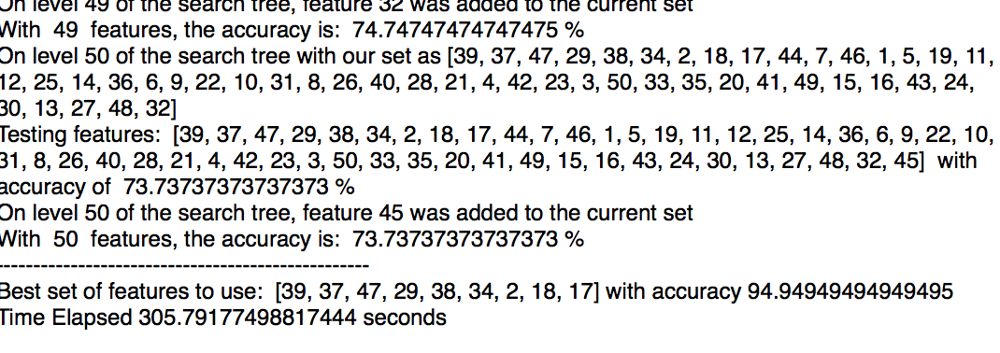 On level 49 of the search tree, feature 32 was added to the current set
With  49  features, the accuracy is:  74.74747474747475 %
On level 50 of the search tree with our set as [39, 37, 47, 29, 38, 34, 2, 18, 17, 44, 7, 46, 1, 5, 19, 11,
12, 25, 14, 36, 6, 9, 22, 10, 31, 8, 26, 40, 28, 21, 4, 42, 23, 3, 50, 33, 35, 20, 41, 49, 15, 16, 43, 24,
30, 13, 27, 48, 32]
Testing features:  [39, 37, 47, 29, 38, 34, 2, 18, 17, 44, 7, 46, 1, 5, 19, 11, 12, 25, 14, 36, 6, 9, 22, 10,
31, 8, 26, 40, 28, 21, 4, 42, 23, 3, 50, 33, 35, 20, 41, 49, 15, 16, 43, 24, 30, 13, 27, 48, 32, 45]  with
accuracy of  73.73737373737373 %
On level 50 of the search tree, feature 45 was added to the current set
With  50  features, the accuracy is:  73.73737373737373 %
--------------------------------------------------
Best set of features to use:  [39, 37, 47, 29, 38, 34, 2, 18, 17] with accuracy 94.94949494949495
Time Elapsed 305.79177498817444 seconds